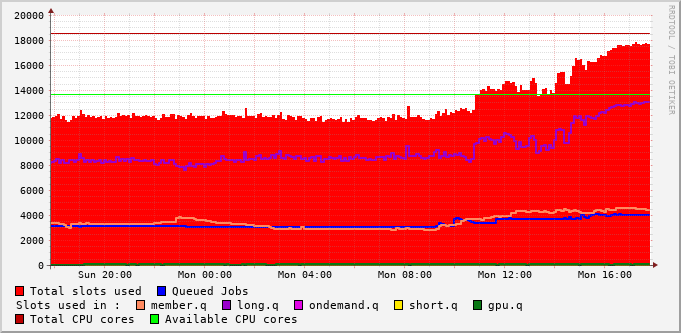 20000
18000
16000
14000
12000
10000
8000
6000
4000
2000
0
Sun 20:00 Mon 00:00 Mon 04:00 Mon 08:00 Mon 12:00 Mon 16:00
Total slots used Queued Jobs
Slots used in : member.q long.q ondemand.q short.q gpu.q
Total CPU cores Available CPU cores
RRDTOOL / TOBI OETIKER